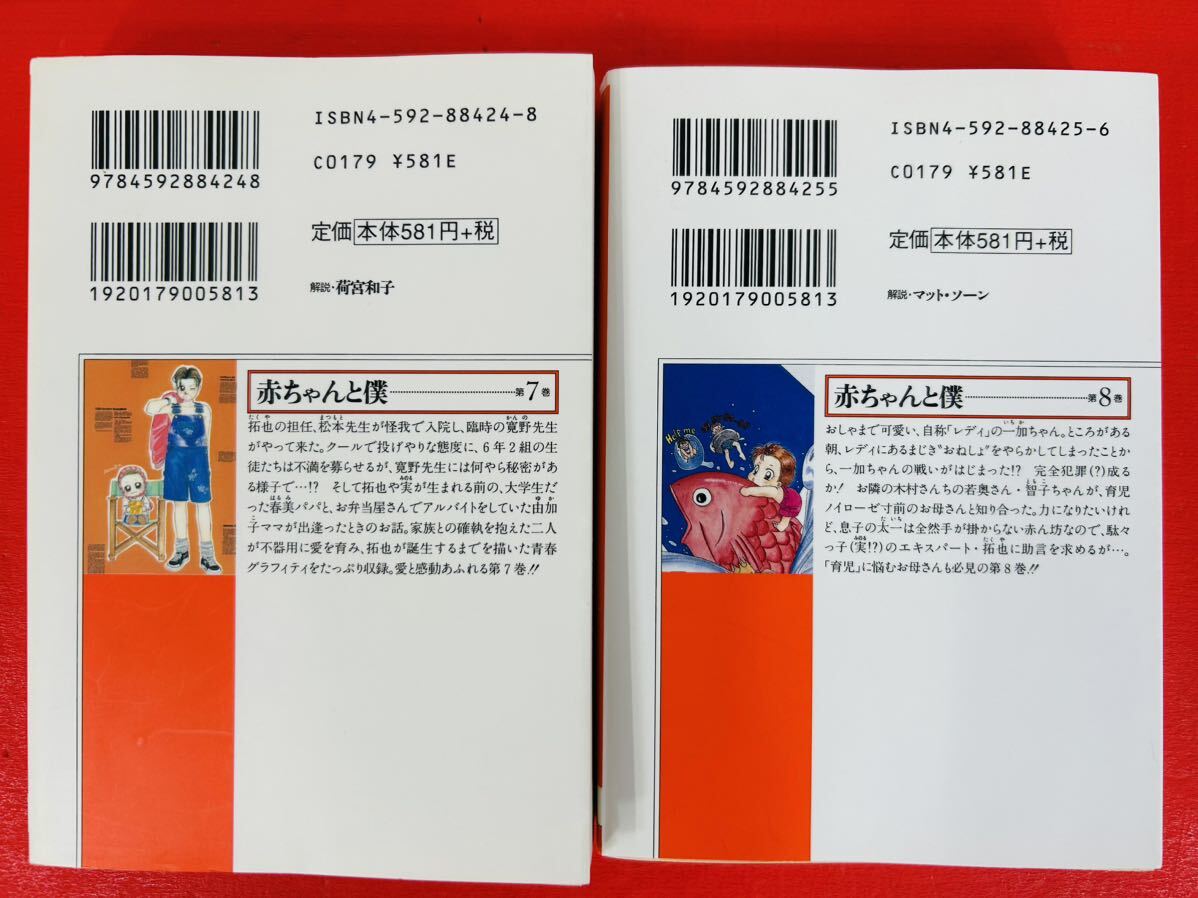 ISBN4-592-88424-8
C0179 ¥581E
9784592884248
定価 本体581円+税
1920179005813
解説・荷宮和子
赤ちゃんと僕 第7巻
拓也の担任、松本先生が怪我で入院し、臨時の寛野先生
がやって来た。クールで投げやりな態度に、6年2組の生
徒たちは不満を募らせるが、寛野先生には何やら秘密があ
る様子で…!? そして拓也や実が生まれる前の、大学生だ
った春美パパと、お弁当屋さんでアルバイトをしていた由加
子ママが出逢ったときのお話。家族との確執を抱えた二人
が不器用に愛を育み、拓也が誕生するまでを描いた青春
グラフィティをたっぷり収録。愛と感動あふれる第7巻!!
ISBN4-592-88425-6
C0179 ¥581E
9784592884255
定価 本体581円+税
1920179005813
解説・マット・ソーン
Help me
赤ちゃんと僕 第8巻
おしゃまで可愛い、自称「レディ」の一加ちゃん。ところがある
朝、レディにあるまじき"おねしょ"をやらかしてしまったことか
ら、一加ちゃんの戦いがはじまった!? 完全犯罪(?)成る
か! お隣の木村さんちの若奥さん・智子ちゃんが、育児
ノイローゼ寸前のお母さんと知り合った。力になりたいけれ
ど、息子の太一は全然手が掛からない赤ん坊なので、駄々
っ子(実!?)のエキスパート・拓也に助言を求めるが…。
「育児」に悩むお母さんも必見の第8巻!!